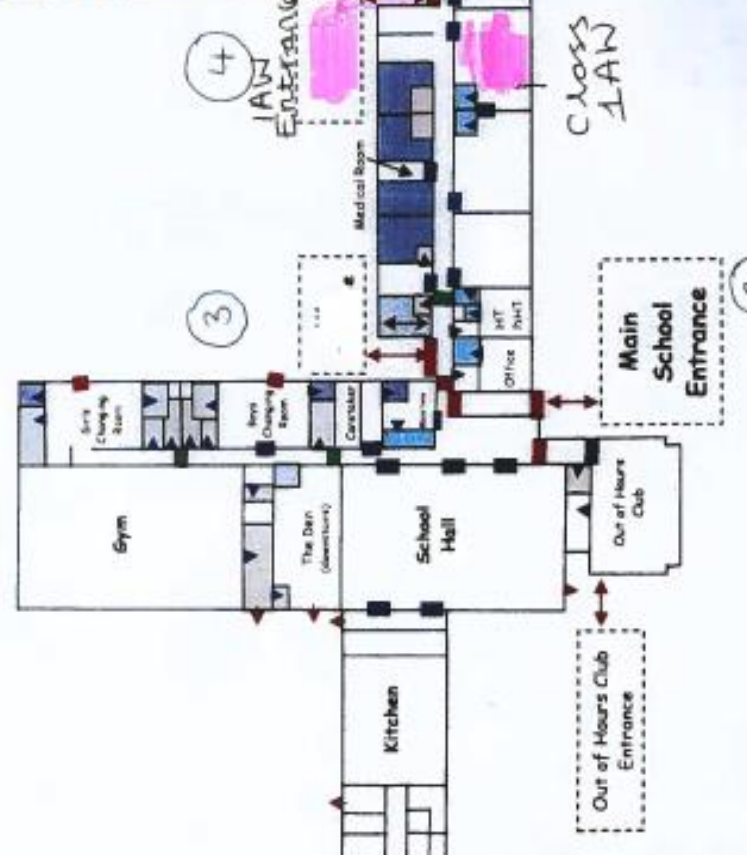 4
1AW
Entrance
Class
1AW
Medical Room
3
HT
Office
Main
School
Entrance
Girls
Changing
Room
Boys
Changing
Room
Caretaker
Gym
The Den
(downstairs)
School
Hall
Out of Hours
Club
Kitchen
Out of Hours Club
Entrance